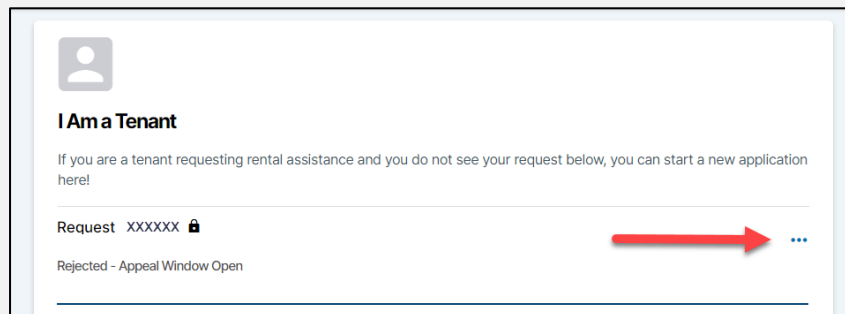 I Am a Tenant
If you are a tenant requesting rental assistance and you do not see your request below, you can start a new application
here!
Request XXXXXX
Rejected - Appeal Window Open